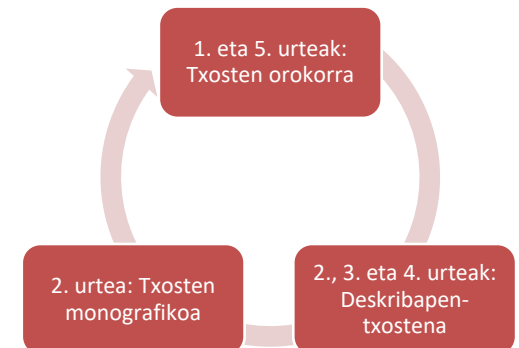 1. eta 5. urteak:
Txosten orokorra
2. urtea: Txosten
monografikoa
2., 3. eta 4. urteak:
Deskribapen-
txostena